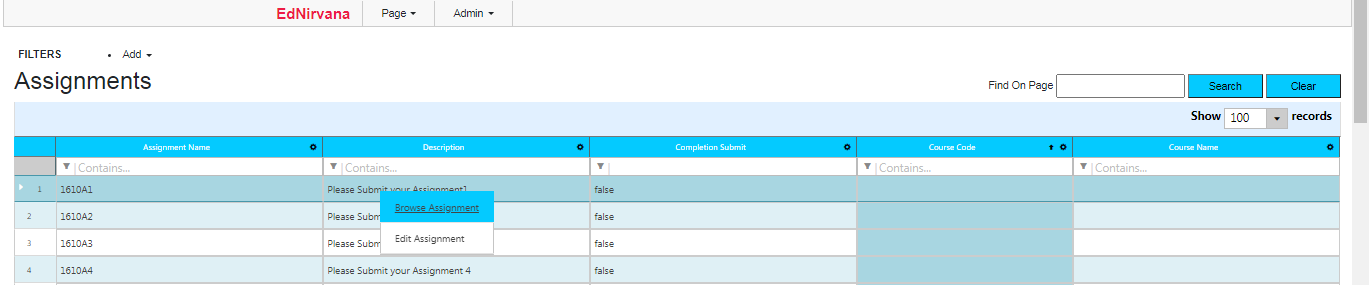 EdNirvana Page Admin
FILTERS • Add
Assignments
Find On Page Search Clear
Show 100 records
Assignment Name Description Completion Submit Course Code Course Name
Contains... Contains... Contains... Contains...
1 1610A1 Please Submit your Assignment1 false
Browse Assignment
2 1610A2 Please Subm false
3 1610A3 Please Subm false
Edit Assignment
4 1610A4 Please Submit your Assignment 4 false